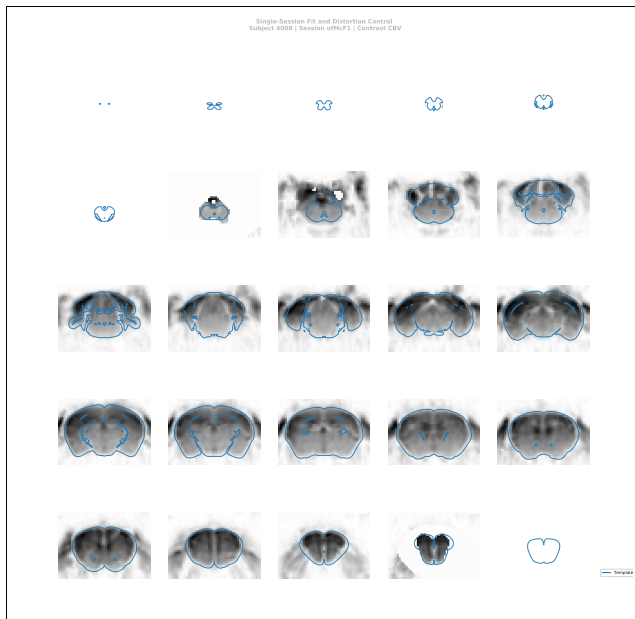 Single-Session Fit and Distortion Control
Subject 4008 | Session ofMcF1 | Contrast CBV
Template